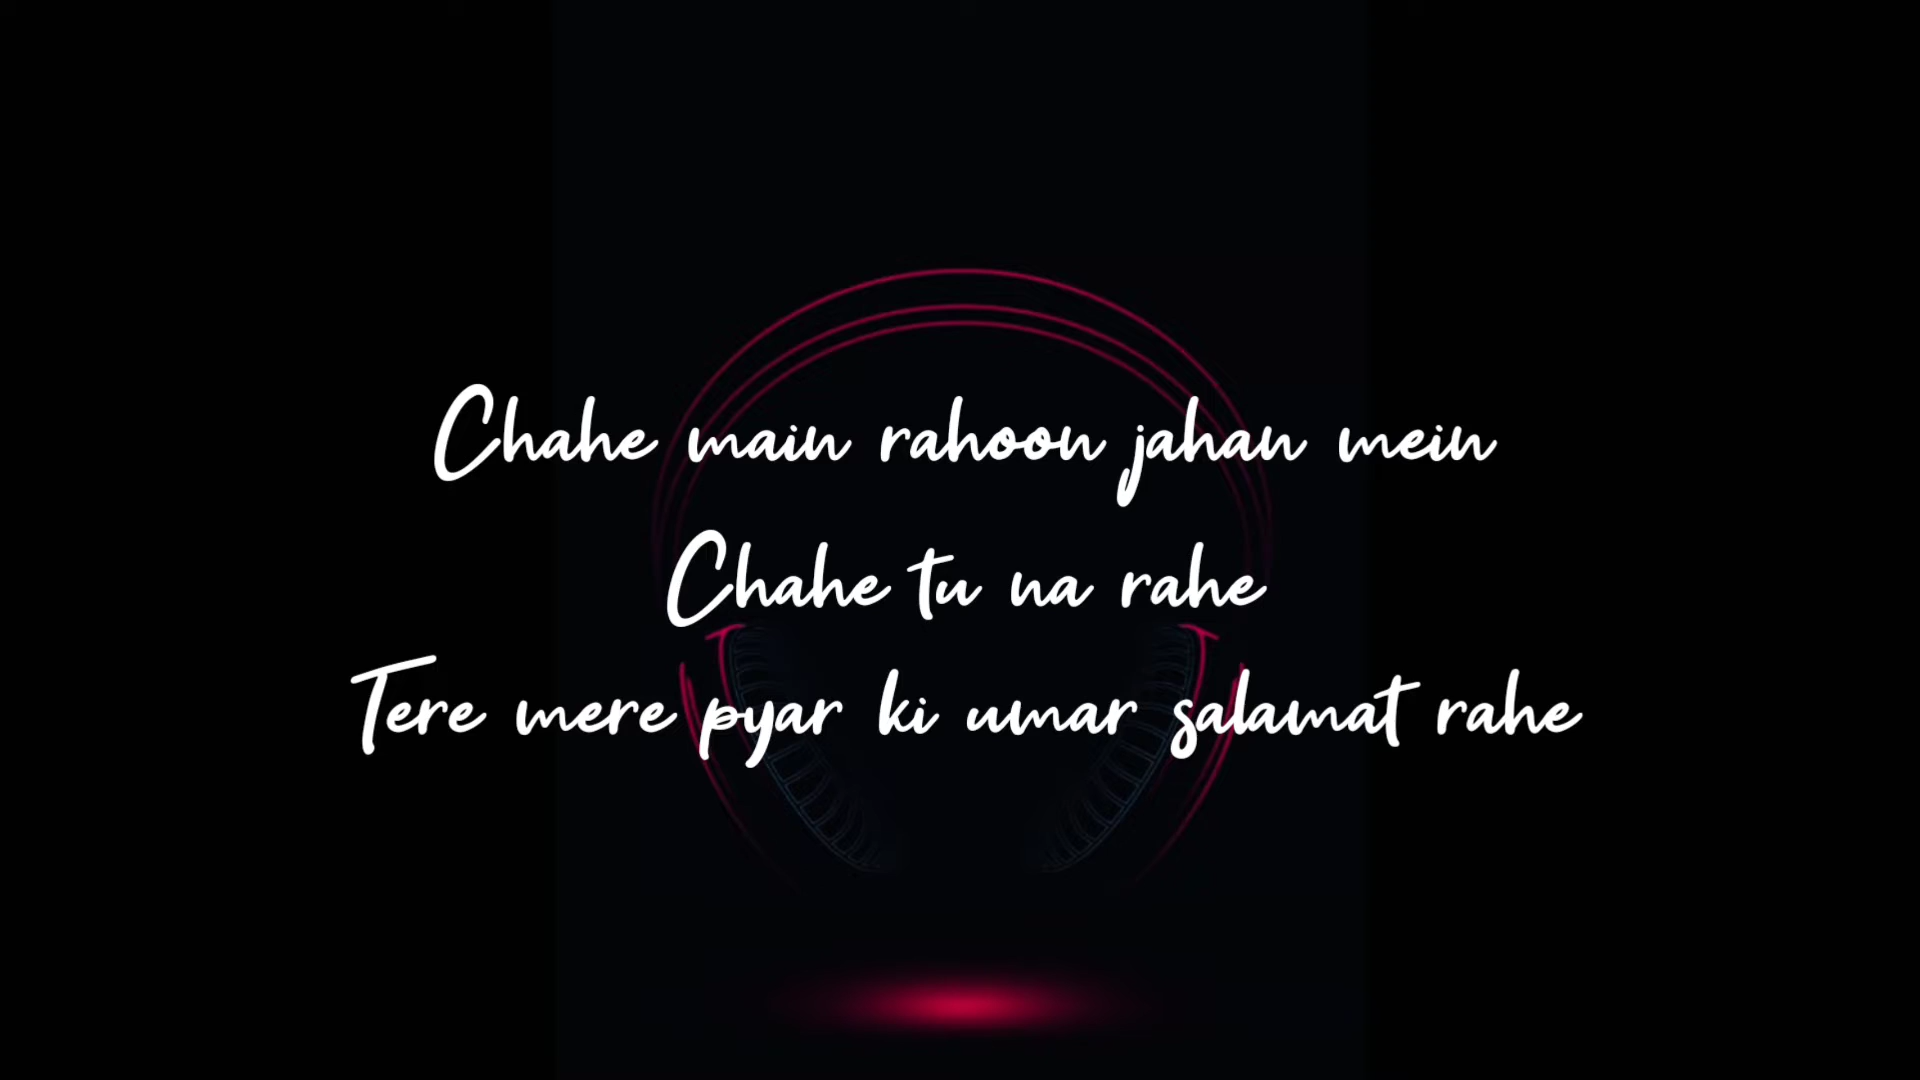 Chahe main rahoon jahan mein
Chahe tu na rahe
Tere mere pyar ki umar salamat rahe